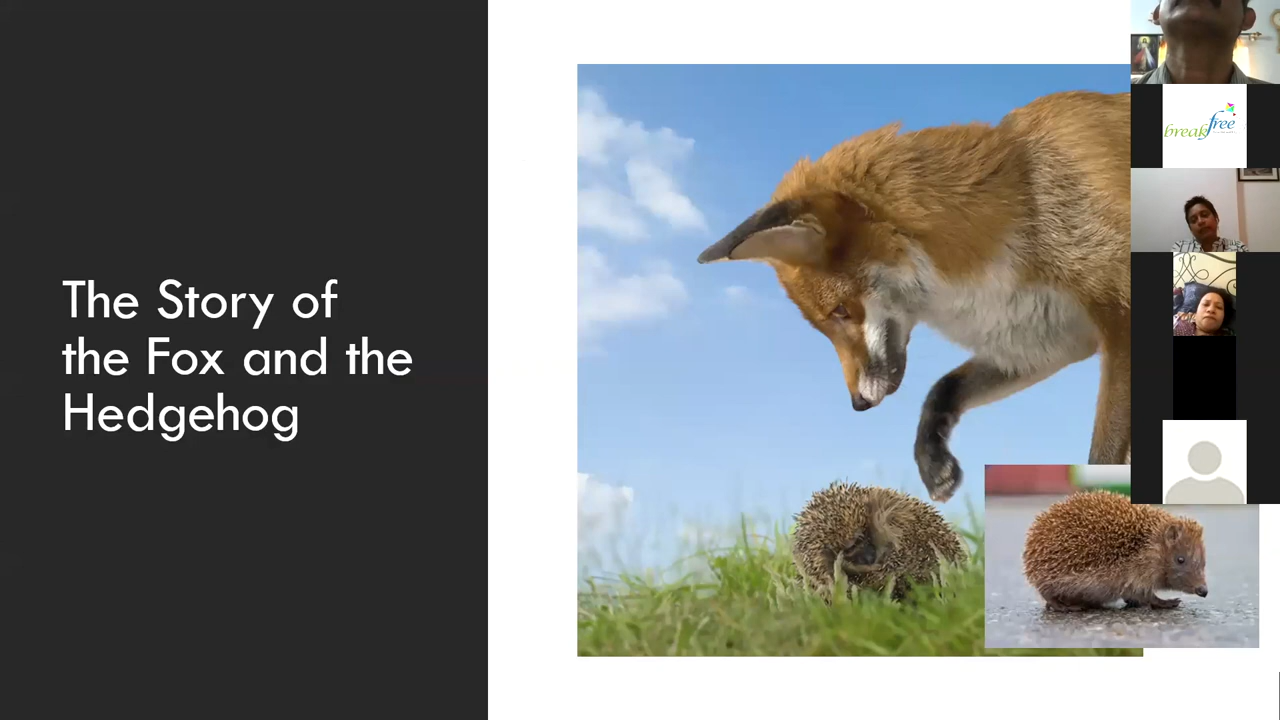 The Story of
the Fox and the
Hedgehog
breakfree